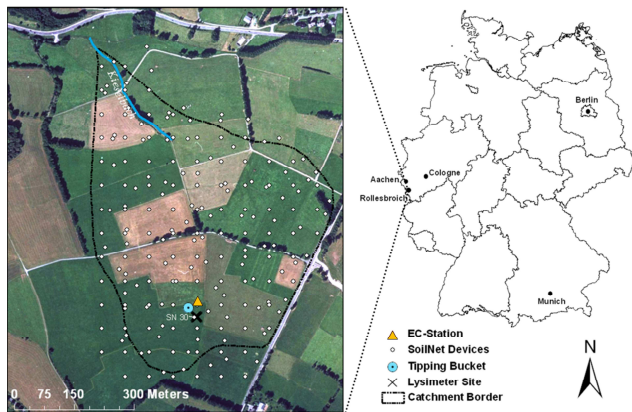 Kieselbach
SN 30
0 75 150 300 Meters
Berlin
Cologne
Aachen
Rollesbroich
Munich
EC-Station
SoilNet Devices
Tipping Bucket
Lysimeter Site
Catchment Border
N